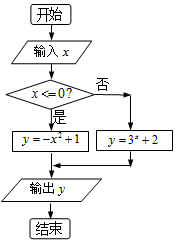 开始
输入 x
x<=0?
否
是
y=-x²+1
y=3ˣ+2
输出 y
结束